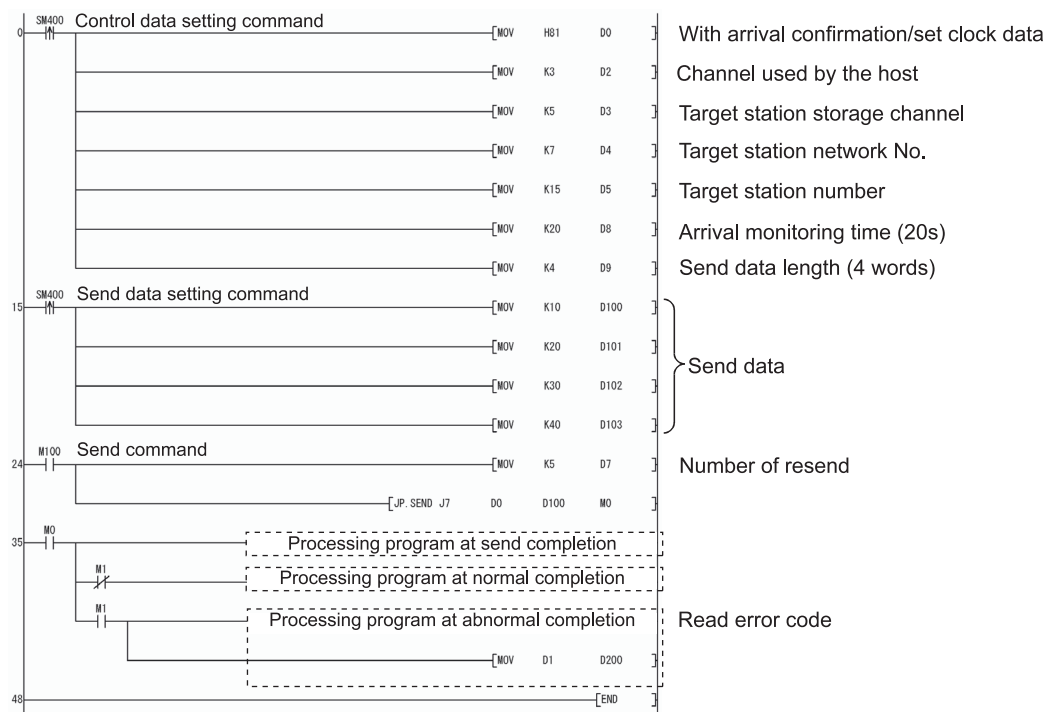 SM400 Control data setting command
0 [MOV H81 D0 ] With arrival confirmation/set clock data
[MOV K3 D2 ] Channel used by the host
[MOV K5 D3 ] Target station storage channel
[MOV K7 D4 ] Target station network No.
[MOV K15 D5 ] Target station number
[MOV K20 D8 ] Arrival monitoring time (20s)
[MOV K4 D9 ] Send data length (4 words)
SM400 Send data setting command
15 [MOV K10 D100 ]
[MOV K20 D101 ]
Send data
[MOV K30 D102 ]
[MOV K40 D103 ]
M100 Send command
24 [MOV K5 D7 ] Number of resend
[JP.SEND J7 D0 D100 M0 ]
M0
35 Processing program at send completion
M1
Processing program at normal completion
M1
Processing program at abnormal completion Read error code
[MOV D1 D200 ]
48 [END ]